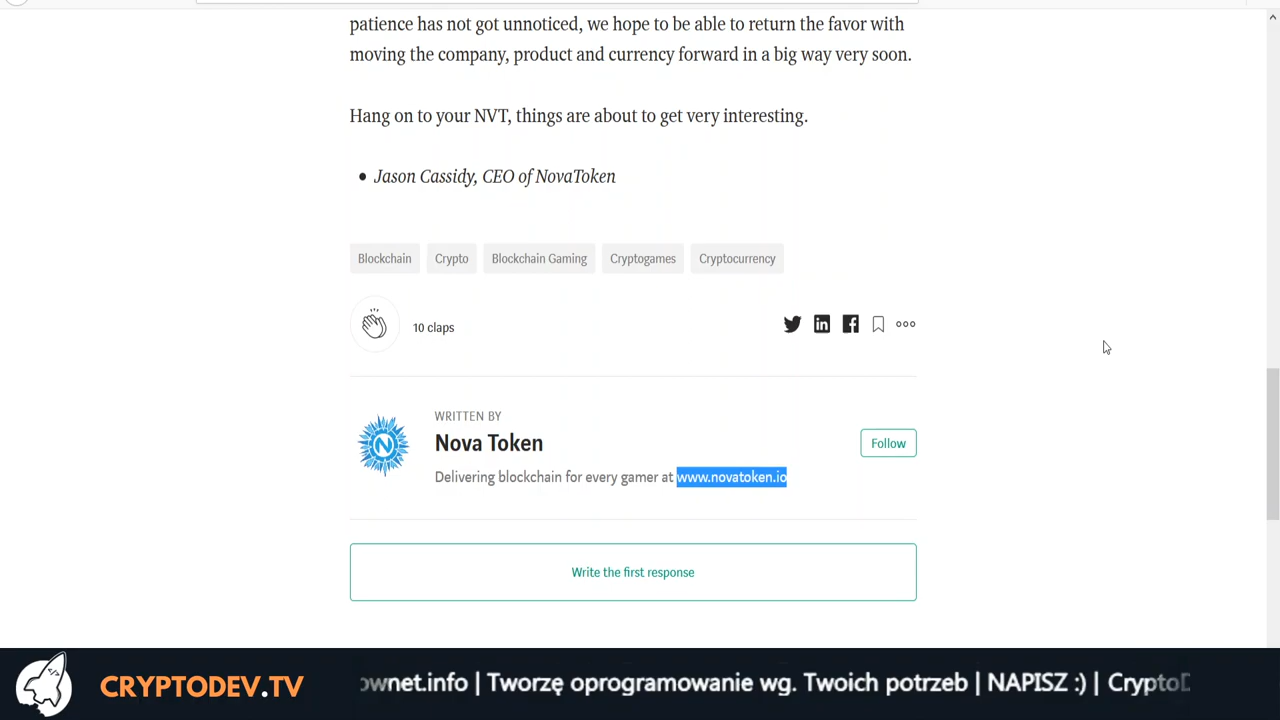 patience has not got unnoticed, we hope to be able to return the favor with
moving the company, product and currency forward in a big way very soon.
Hang on to your NVT, things are about to get very interesting.
• Jason Cassidy, CEO of NovaToken
Blockchain Crypto Blockchain Gaming Cryptogames Cryptocurrency
10 claps
WRITTEN BY
Nova Token
Follow
Delivering blockchain for every gamer at www.novatoken.io
Write the first response
CRYPTODEV.TV
ownet.info | Tworzę oprogramowanie wg. Twoich potrzeb | NAPISZ :) | CryptoD